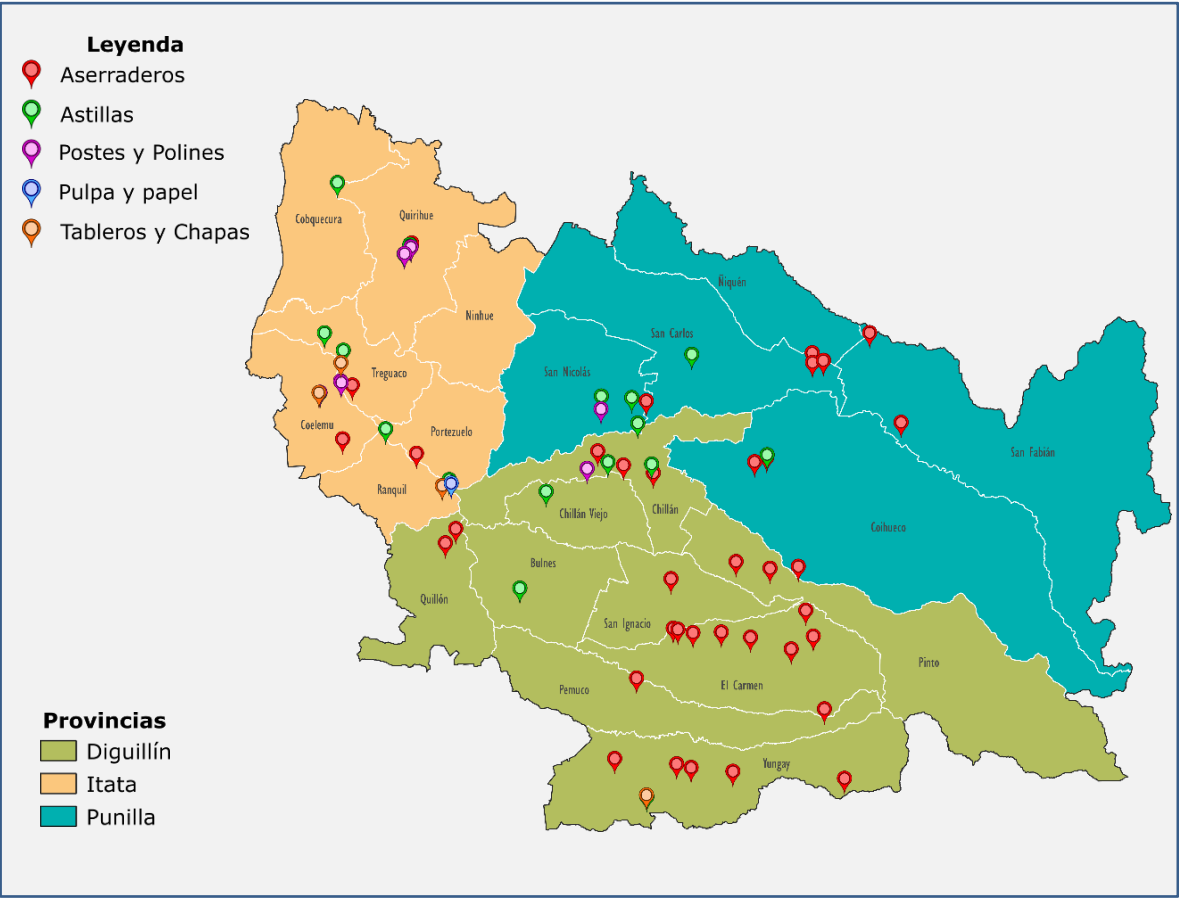 Leyenda
Aserraderos
Astillas
Postes y Polines
Pulpa y papel
Tableros y Chapas
Cobquecura
Quirihue
Ninhue
Ñiquén
San Carlos
San Nicolás
Treguaco
Coelemu
Portezuelo
San Fabián
Ranquil
Chillán Viejo
Chillán
Coihueco
Bulnes
Quillón
San Ignacio
Pinto
Pemuco
El Carmen
Yungay
Provincias
Diguillín
Itata
Punilla